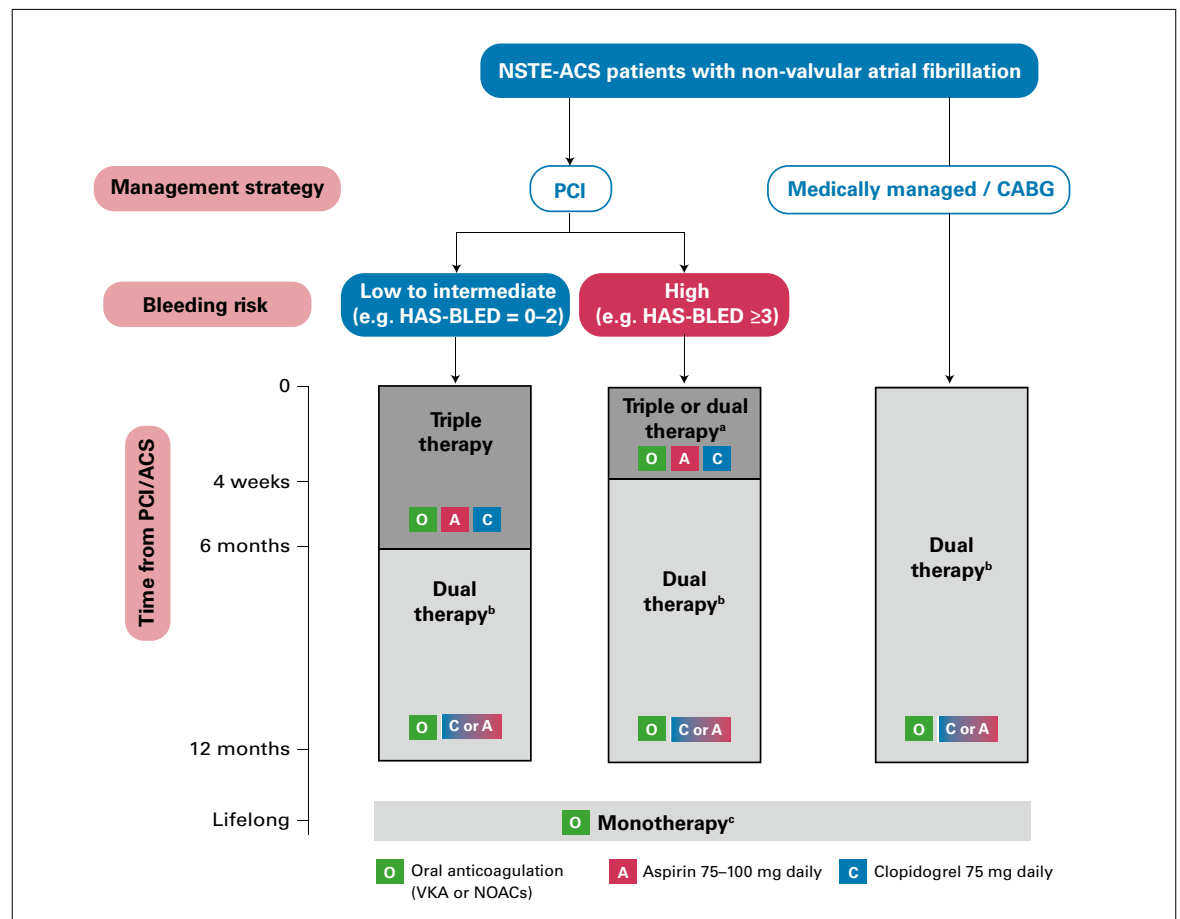 NSTE-ACS patients with non-valvular atrial fibrillation
Management strategy
PCI
Medically managed / CABG
Bleeding risk
Low to intermediate
(e.g. HAS-BLED = 0–2)
High
(e.g. HAS-BLED ≥3)
Time from PCI/ACS
0
4 weeks
6 months
12 months
Lifelong
Triple
therapy
O A C
Dual
therapyᵇ
O C or A
Triple or dual
therapyᵃ
O A C
Dual
therapyᵇ
O C or A
Dual
therapyᵇ
O C or A
O Monotherapyᶜ
O Oral anticoagulation
(VKA or NOACs)
A Aspirin 75–100 mg daily
C Clopidogrel 75 mg daily